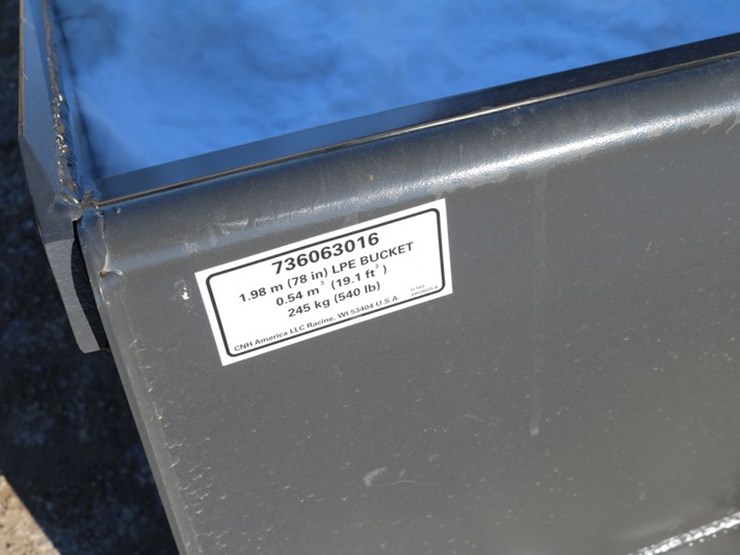 736063016
1.98 m (78 in) LPE BUCKET
0.54 m³ (19.1 ft³)
245 kg (540 lb)
CNH America LLC Racine, WI 53404 U.S.A.